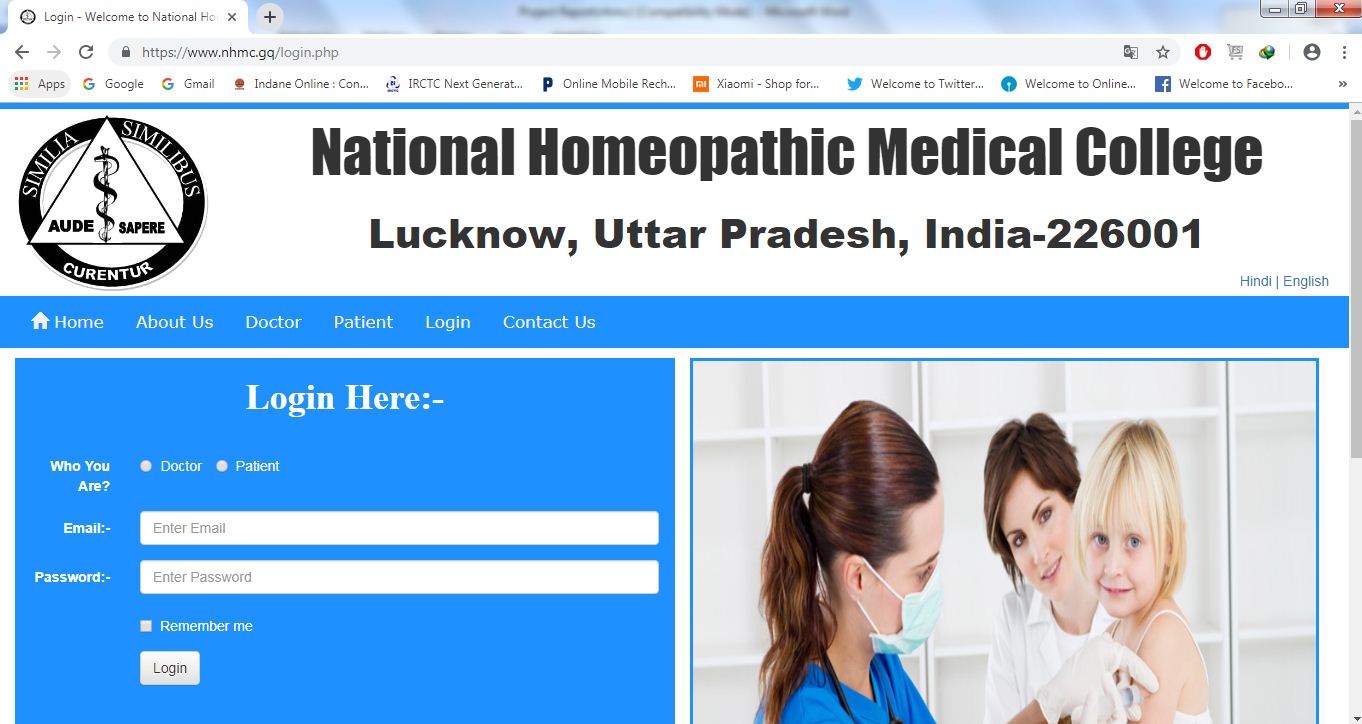 Login - Welcome to National Ho
https://www.nhmc.gq/login.php
Apps Google Gmail Indane Online : Con... IRCTC Next Generat... Online Mobile Rech... Xiaomi - Shop for... Welcome to Twitter... Welcome to Online... Welcome to Facebo... »
SIMILIA SIMILIBUS
AUDE SAPERE
CURENTUR
National Homeopathic Medical College
Lucknow, Uttar Pradesh, India-226001
Hindi | English
Home About Us Doctor Patient Login Contact Us
Login Here:-
Who You
Are?
Doctor Patient
Email:- Enter Email
Password:- Enter Password
Remember me
Login